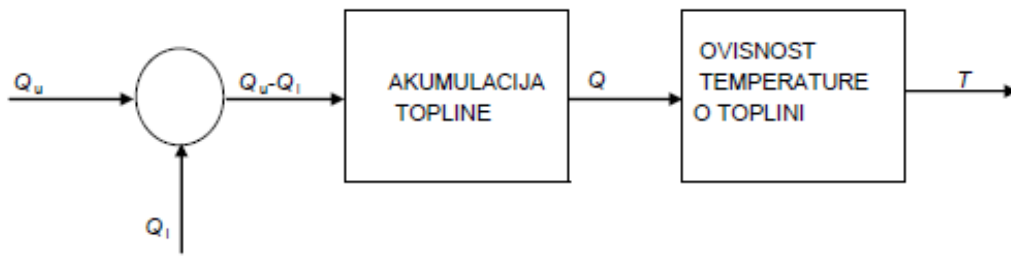 Qu
Qu-Ql
AKUMULACIJA
TOPLINE
Q
OVISNOST
TEMPERATURE
O TOPLINI
T
Ql